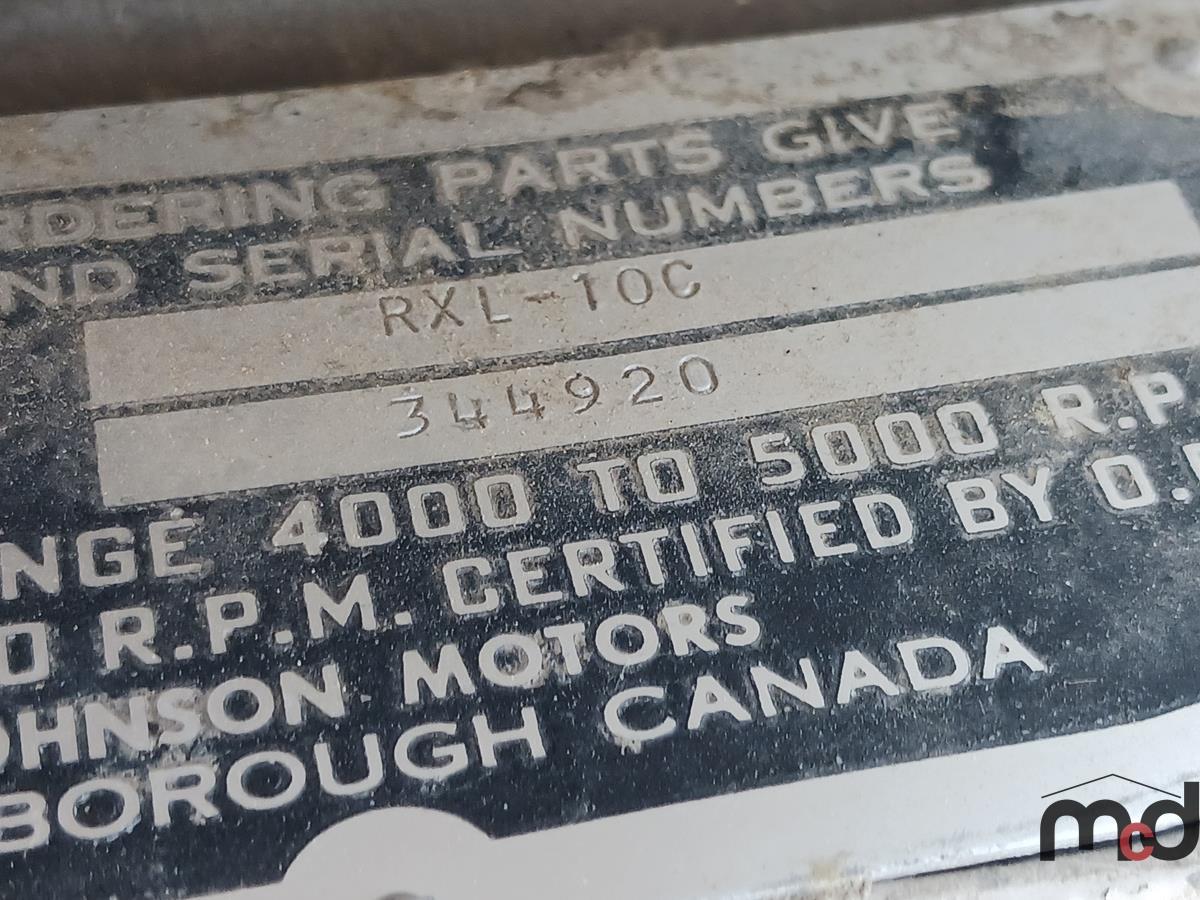 RDERING PARTS GIVE
ND SERIAL NUMBERS
RXL-10C
344920
NGE 4000 TO 5000 R.P
0 R.P.M. CERTIFIED BY O.
OHNSON MOTORS
BOROUGH CANADA
mcd